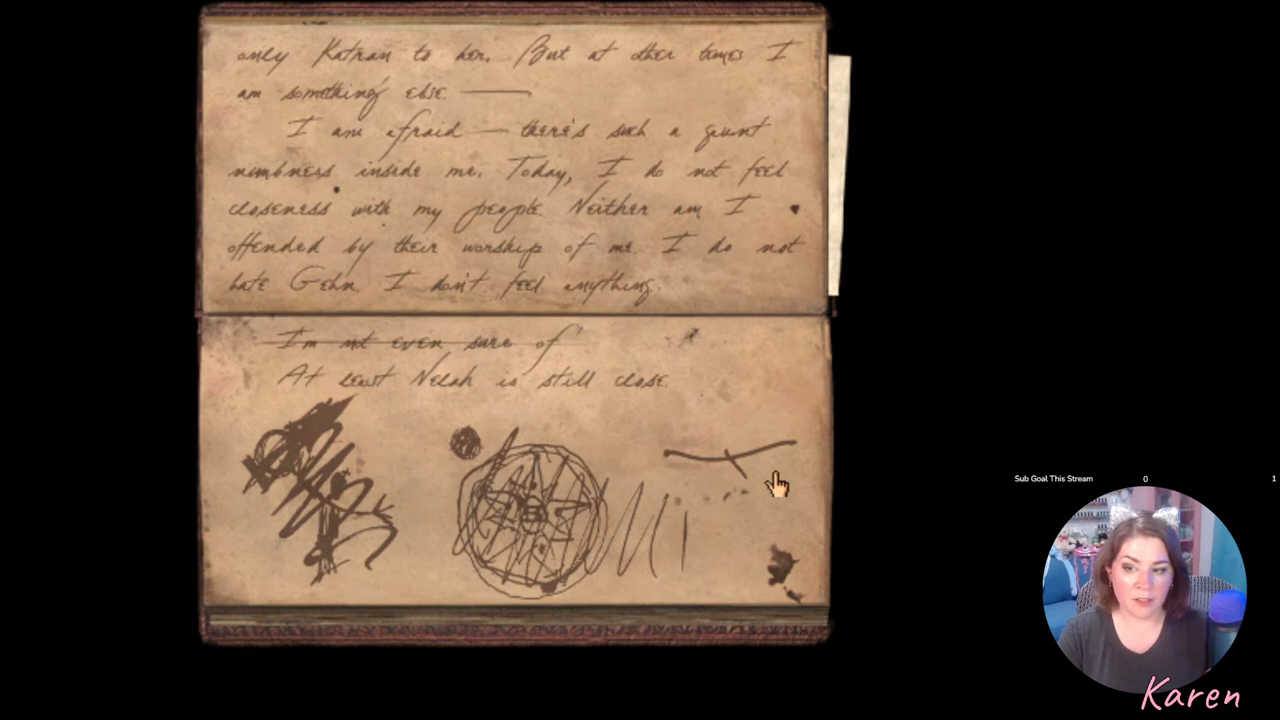 only Katran to her. But at other times I
am something else —
I am afraid — there's such a giant
numbness inside me. Today, I do not feel
closeness with my people. Neither am I
offended by their worship of me. I do not
hate Gehn. I don't feel anything.
I'm not even sure of
At least Nelah is still close.
Sub Goal This Stream 0 1
Karen